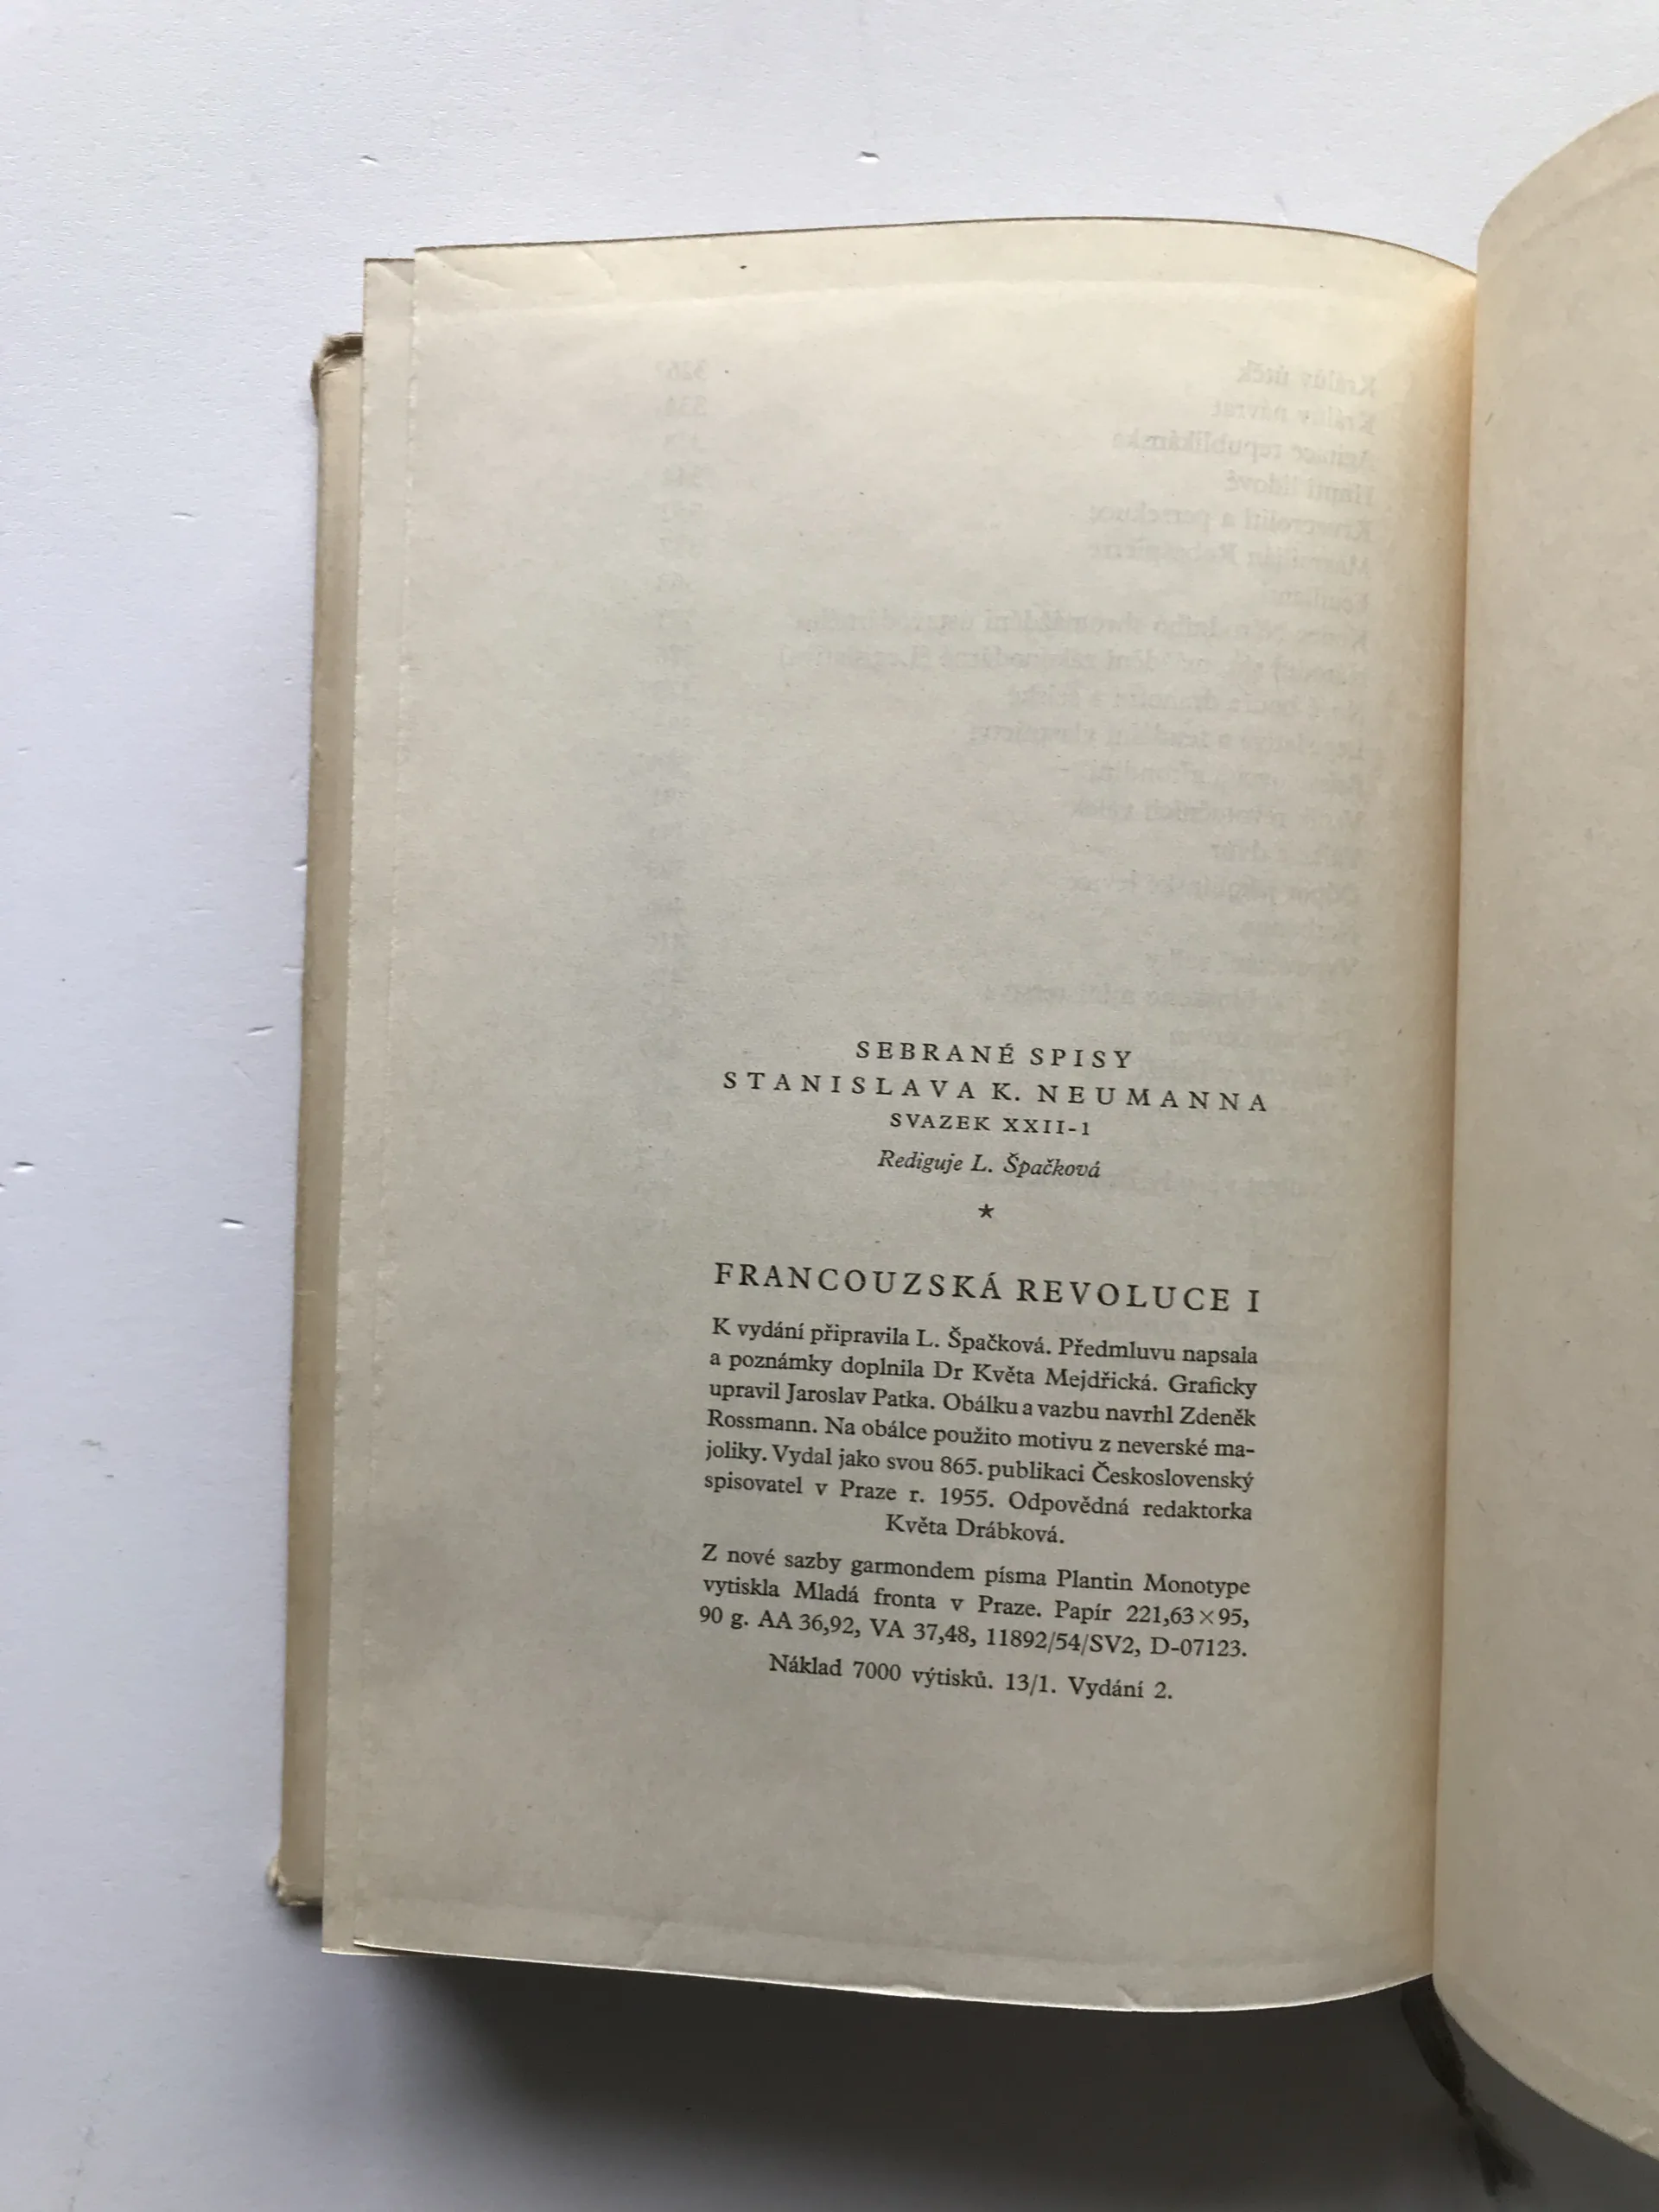 SEBRANÉ SPISY
STANISLAVA K. NEUMANNA
SVAZEK XXII-1
Rediguje L. Špačková
★
FRANCOUZSKÁ REVOLUCE I
K vydání připravila L. Špačková. Předmluvu napsala
a poznámky doplnila Dr Květa Mejdřická. Graficky
upravil Jaroslav Patka. Obálku a vazbu navrhl Zdeněk
Rossmann. Na obálce použito motivu z neverské ma-
joliky. Vydal jako svou 865. publikaci Československý
spisovatel v Praze r. 1955. Odpovědná redaktorka
Květa Drábková.
Z nové sazby garmondem písma Plantin Monotype
vytiskla Mladá fronta v Praze. Papír 221,63×95,
90 g. AA 36,92, VA 37,48, 11892/54/SV2, D-07123.
Náklad 7000 výtisků. 13/1. Vydání 2.